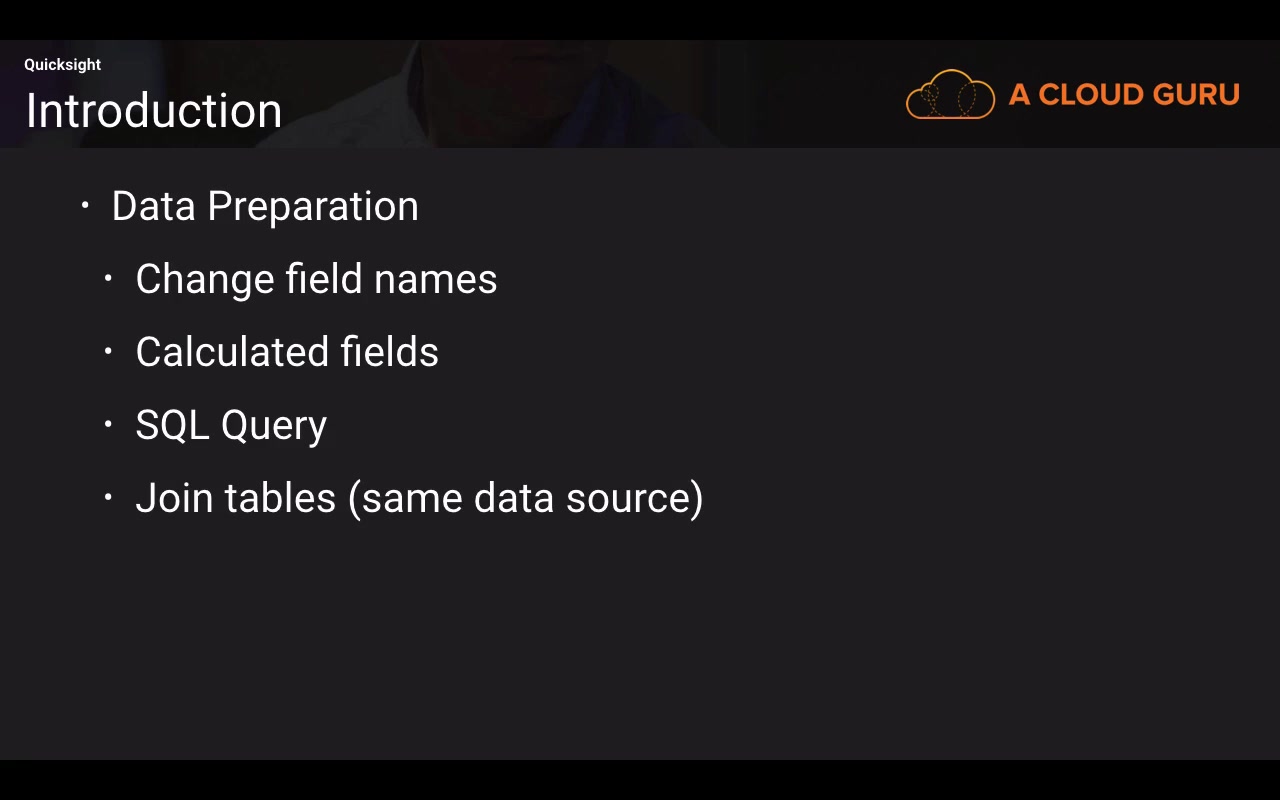 Quicksight
Introduction
A CLOUD GURU
• Data Preparation
• Change field names
• Calculated fields
• SQL Query
• Join tables (same data source)